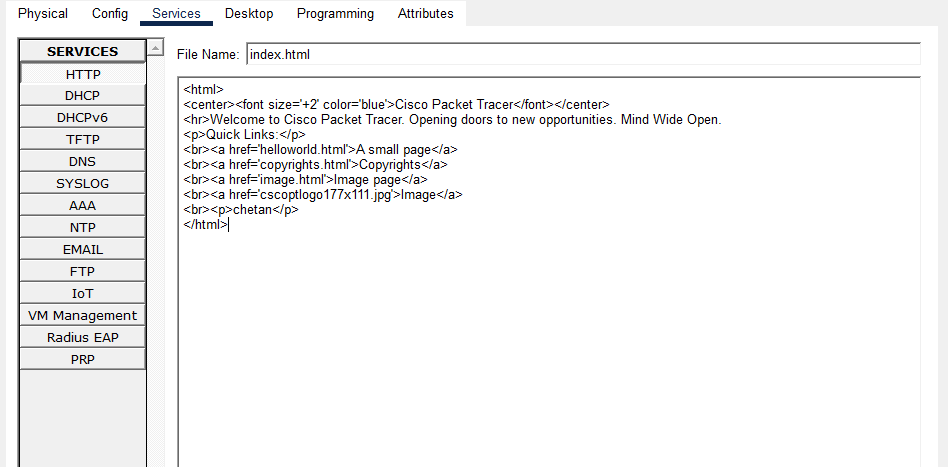 Physical Config Services Desktop Programming Attributes
SERVICES
HTTP
DHCP
DHCPv6
TFTP
DNS
SYSLOG
AAA
NTP
EMAIL
FTP
IoT
VM Management
Radius EAP
PRP
File Name: index.html
<html>
<center><font size='+2' color='blue'>Cisco Packet Tracer</font></center>
<hr>Welcome to Cisco Packet Tracer. Opening doors to new opportunities. Mind Wide Open.
<p>Quick Links:</p>
<br><a href='helloworld.html'>A small page</a>
<br><a href='copyrights.html'>Copyrights</a>
<br><a href='image.html'>Image page</a>
<br><a href='cscoptlogo177x111.jpg'>Image</a>
<br><p>chetan</p>
</html>